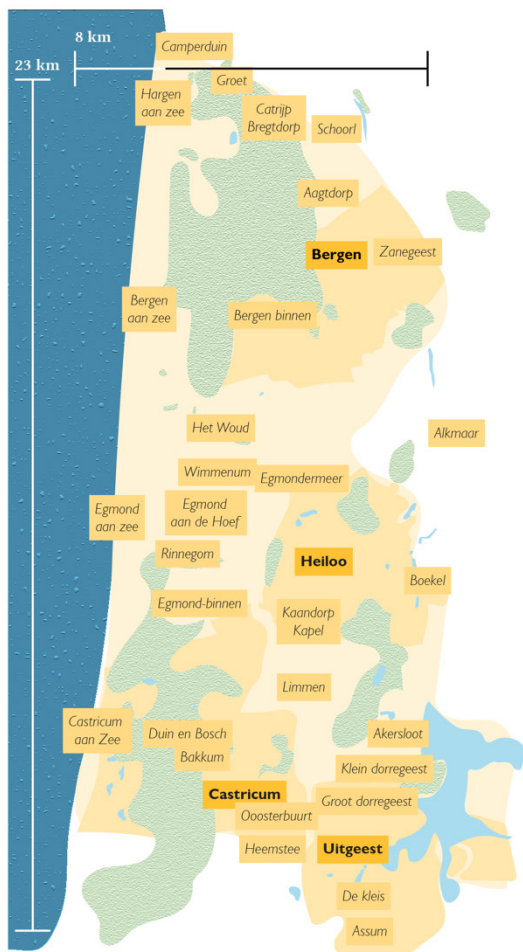 8 km
Camperduin
23 km
Groet
Hargen
aan zee
Catrijp
Bregtdorp
Schoorl
Aagtdorp
Bergen
Zanegeest
Bergen
aan zee
Bergen binnen
Het Woud
Alkmaar
Wimmenum
Egmondermeer
Egmond
aan zee
Egmond
aan de Hoef
Rinnegom
Heiloo
Boekel
Egmond-binnen
Kaandorp
Kapel
Limmen
Castricum
aan Zee
Duin en Bosch
Bakkum
Akersloot
Klein dorregeest
Castricum
Groot dorregeest
Ooosterbuurt
Heemstee
Uitgeest
De kleis
Assum